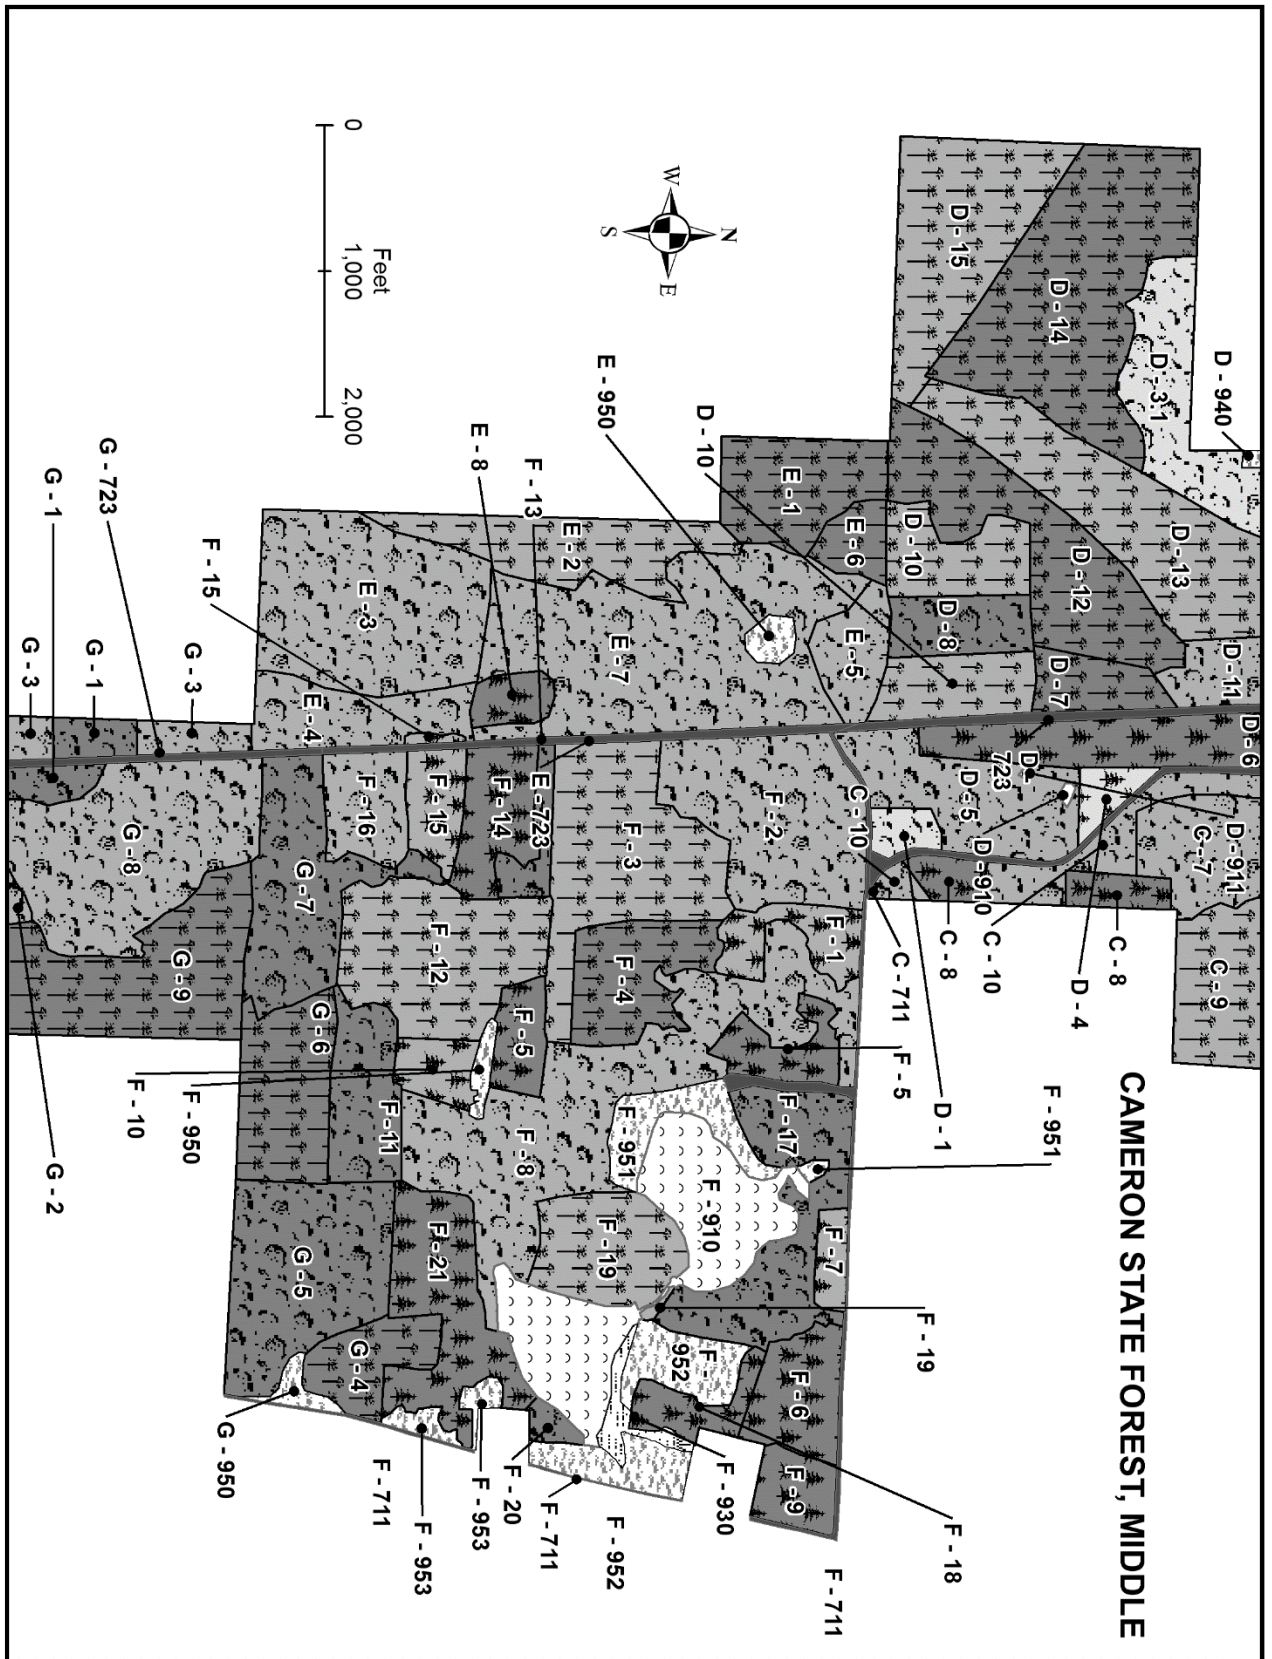 CAMERON STATE FOREST, MIDDLE
D - 940
D - 6
D - 11
D - 911
C - 7
C - 9
D - 13
D - 3.1
C - 8
D - 4
D - 12
D - 14
D - 7
F - 951
D -
723
C - 10
D - 910
D - 5
D - 15
F - 18
D - 8
C - 8
D - 1
F - 19
D - 10
C - 711
F - 5
C - 10
E - 6
E - 5
F - 1
F - 7
F - 711
F - 6
F - 9
E - 1
F - 17
F - 2
N
F - 930
F - 910
D - 10
W
E
S
F -
952
F - 3
F - 4
F - 951
E - 7
F - 952
F - 19
E - 950
E - 2
F - 711
E - 723
F - 13
F - 5
F - 8
F - 20
F - 14
E - 8
F - 953
F - 15
F - 12
F - 21
F - 953
F - 11
F - 711
Feet
0 1,000 2,000
E - 3
F - 16
G - 4
G - 6
E - 4
G - 7
G - 5
G - 950
F - 15
G - 3
F - 950
G - 9
F - 10
G - 8
G - 723
G - 1
G - 1
G - 2
G - 3